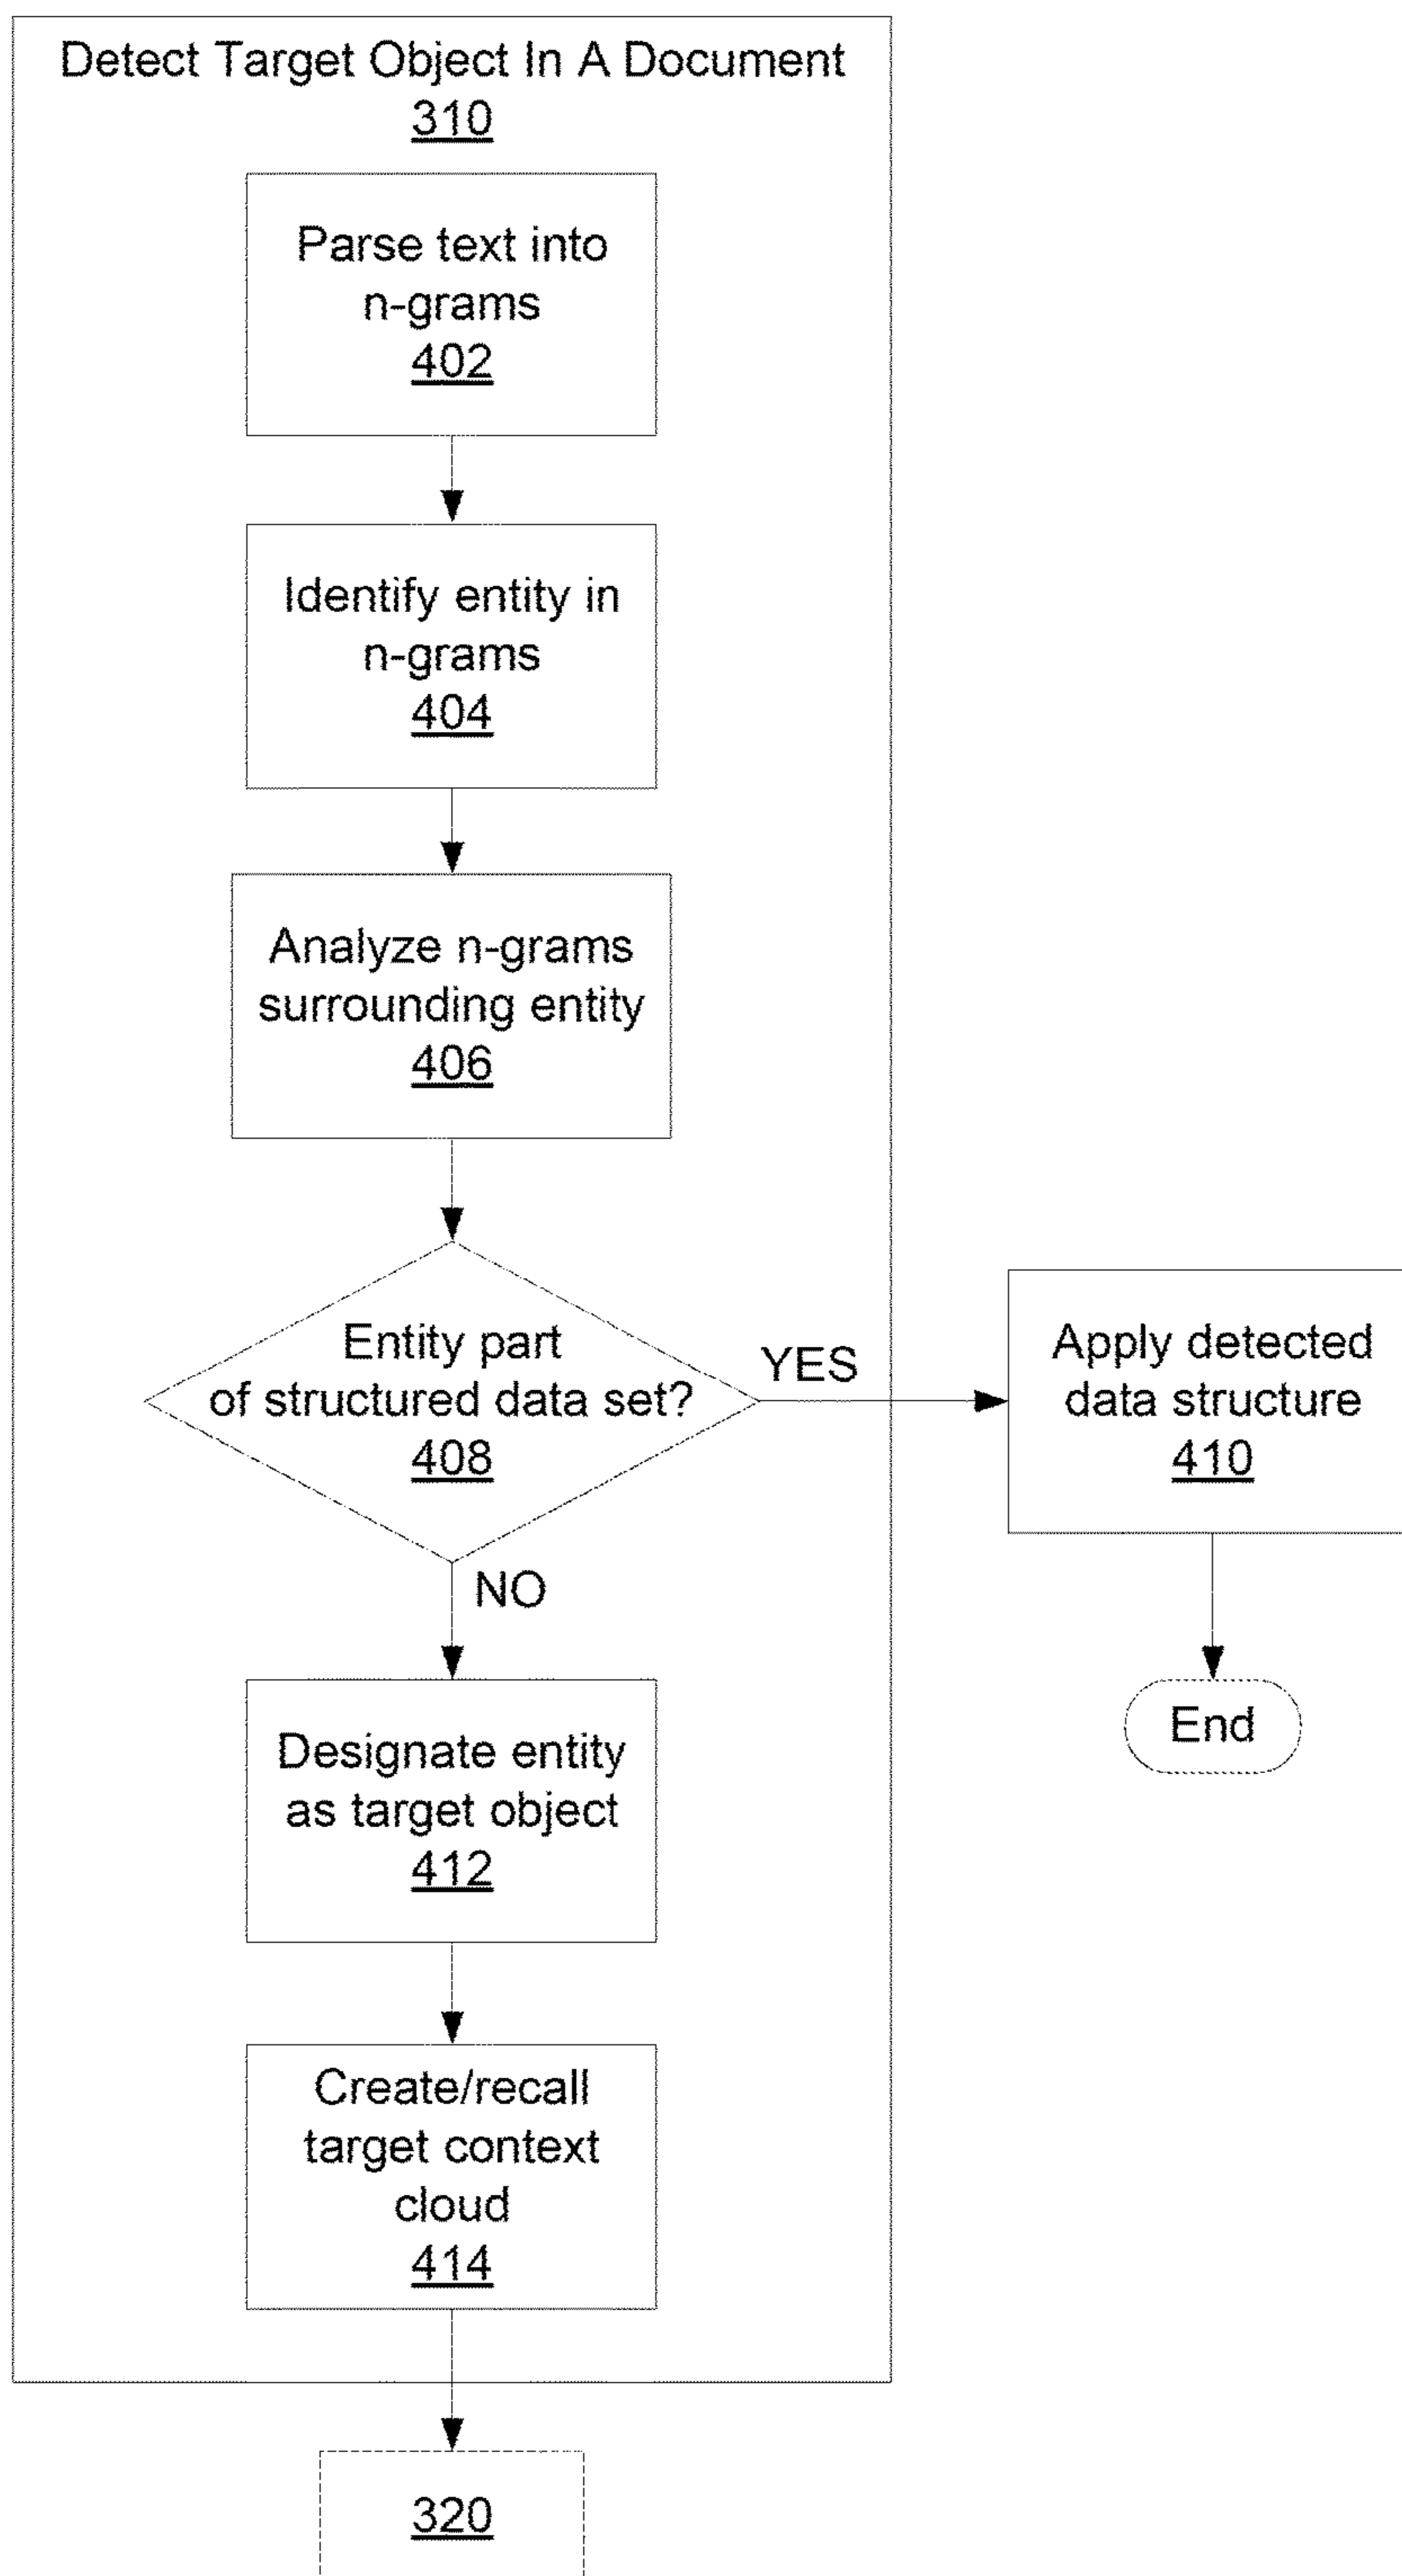 Detect Target Object In A Document
310
Parse text into
n-grams
402
Identify entity in
n-grams
404
Analyze n-grams
surrounding entity
406
Entity part
of structured data set?
408
YES
Apply detected
data structure
410
NO
End
Designate entity
as target object
412
Create/recall
target context
cloud
414
320